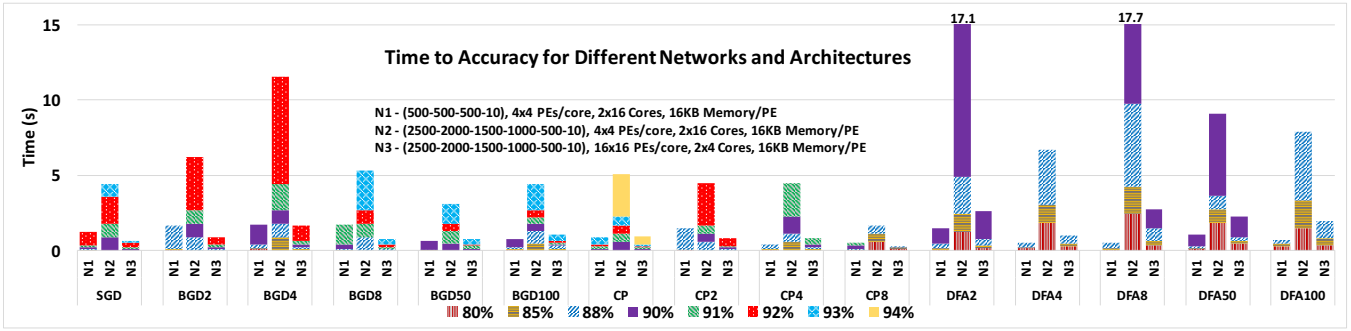 15
17.1
17.7
Time to Accuracy for Different Networks and Architectures
10
N1 - (500-500-500-10), 4x4 PEs/core, 2x16 Cores, 16KB Memory/PE
N2 - (2500-2000-1500-1000-500-10), 4x4 PEs/core, 2x16 Cores, 16KB Memory/PE
N3 - (2500-2000-1500-1000-500-10), 16x16 PEs/core, 2x4 Cores, 16KB Memory/PE
Time (s)
5
0
N1 N2 N3 N1 N2 N3 N1 N2 N3 N1 N2 N3 N1 N2 N3 N1 N2 N3 N1 N2 N3 N1 N2 N3 N1 N2 N3 N1 N2 N3 N1 N2 N3 N1 N2 N3 N1 N2 N3 N1 N2 N3 N1 N2 N3
SGD BGD2 BGD4 BGD8 BGD50 BGD100 CP CP2 CP4 CP8 DFA2 DFA4 DFA8 DFA50 DFA100
80% 85% 88% 90% 91% 92% 93% 94%